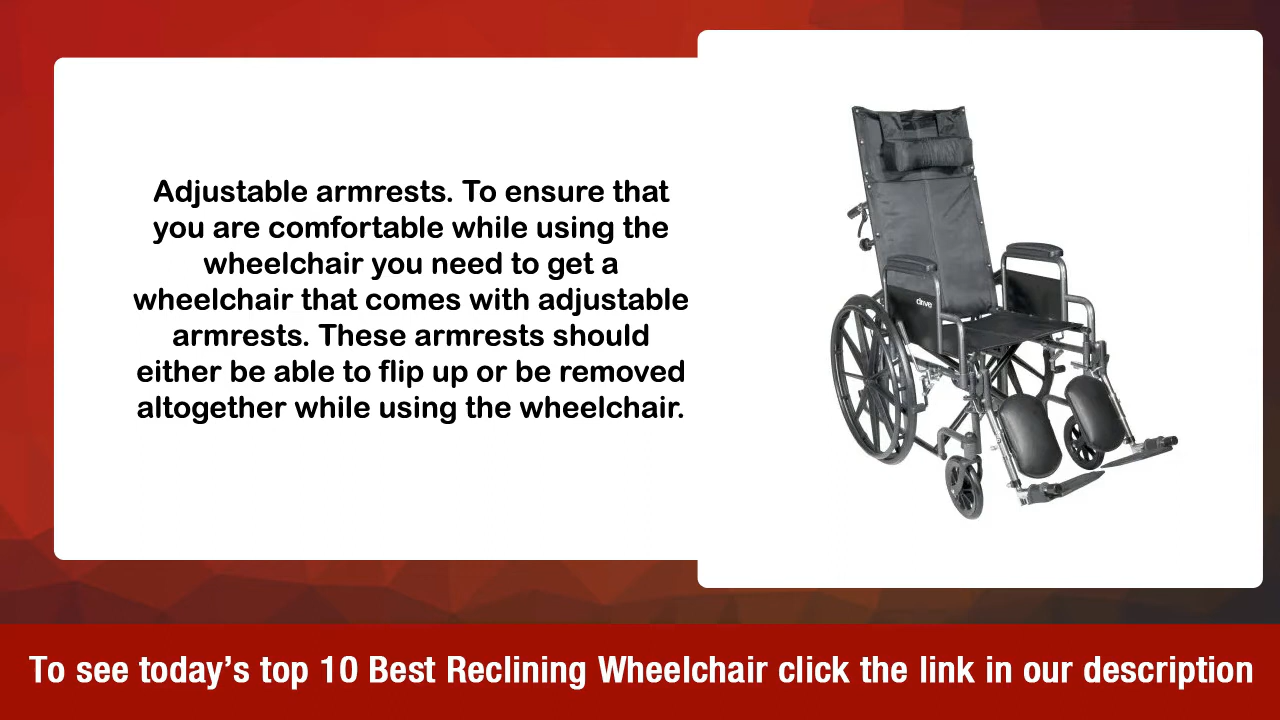 Adjustable armrests. To ensure that
you are comfortable while using the
wheelchair you need to get a
wheelchair that comes with adjustable
armrests. These armrests should
either be able to flip up or be removed
altogether while using the wheelchair.
drive
To see today's top 10 Best Reclining Wheelchair click the link in our description